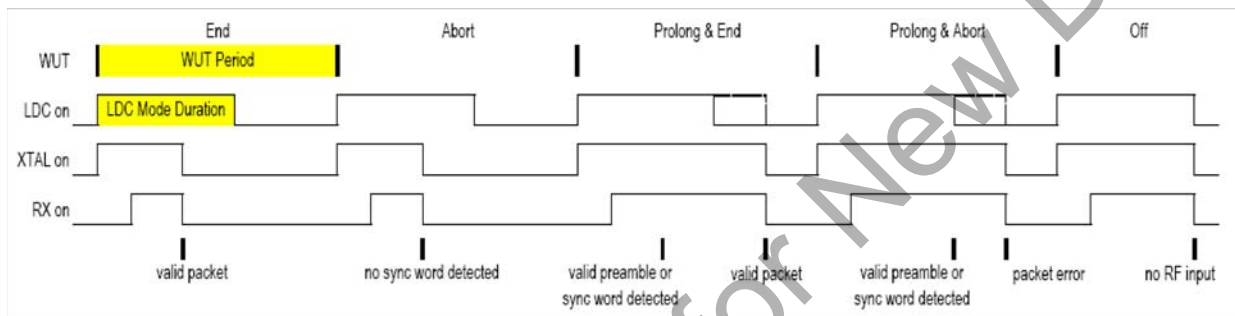 End Abort Prolong & End Prolong & Abort Off
WUT WUT Period
LDC on LDC Mode Duration
XTAL on
RX on
valid packet no sync word detected valid preamble or valid packet valid preamble or packet error no RF input
sync word detected sync word detected
for New D